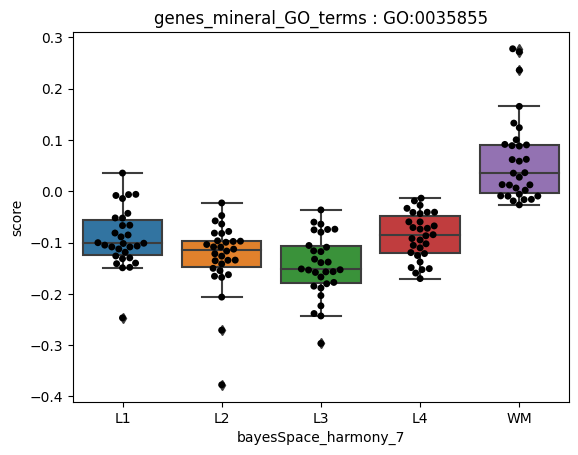 genes_mineral_GO_terms : GO:0035855
0.3
0.2
0.1
0.0
−0.1
−0.2
−0.3
−0.4
score
L1 L2 L3 L4 WM
bayesSpace_harmony_7